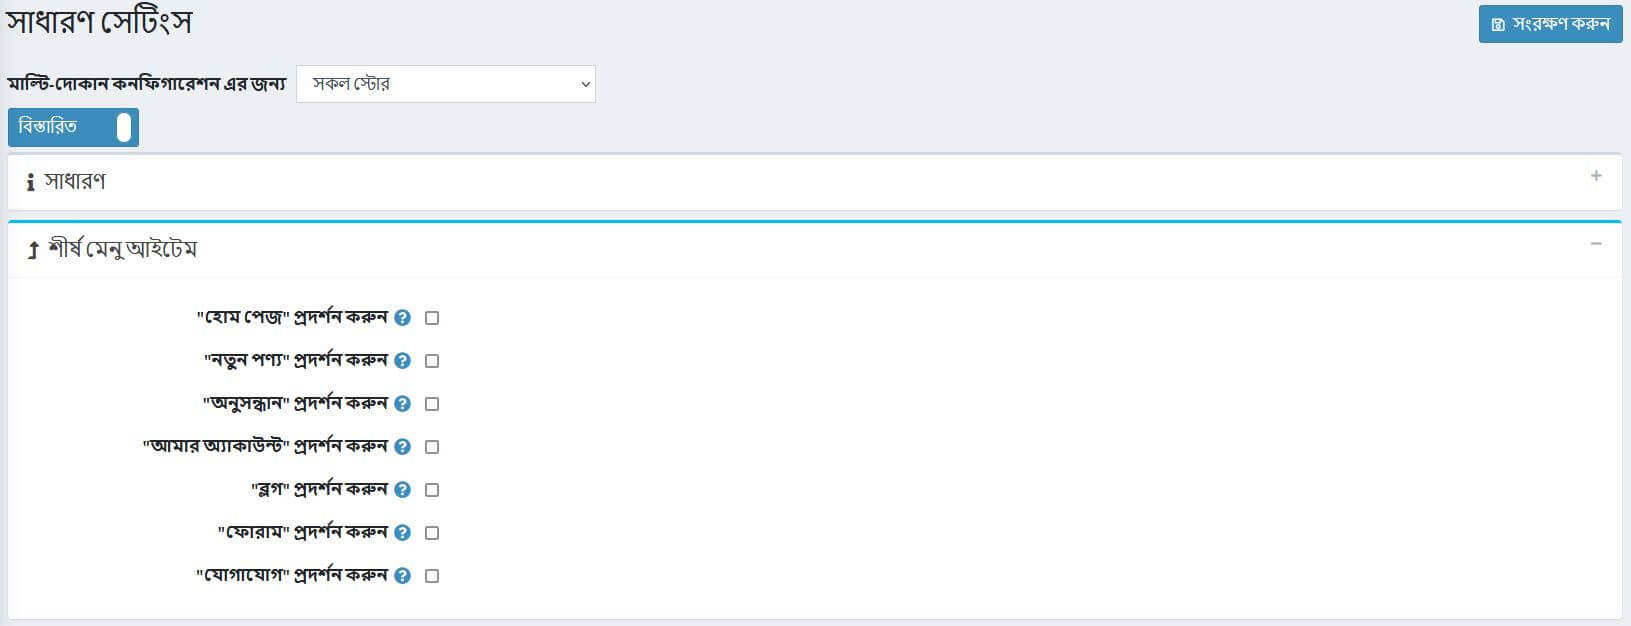 সাধারণ সেটিংস
সংরক্ষণ করুন
মাল্টি-দোকান কনফিগারেশন এর জন্য সকল স্টোর
বিস্তারিত
সাধারণ
শীর্ষ মেনু আইটেম
"হোম পেজ" প্রদর্শন করুন
"নতুন পণ্য" প্রদর্শন করুন
"অনুসন্ধান" প্রদর্শন করুন
"আমার অ্যাকাউন্ট" প্রদর্শন করুন
"ব্লগ" প্রদর্শন করুন
"ফোরাম" প্রদর্শন করুন
"যোগাযোগ" প্রদর্শন করুন